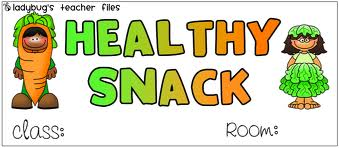 © ladybug's teacher files
HEALTHY
SNACK
class: Room: